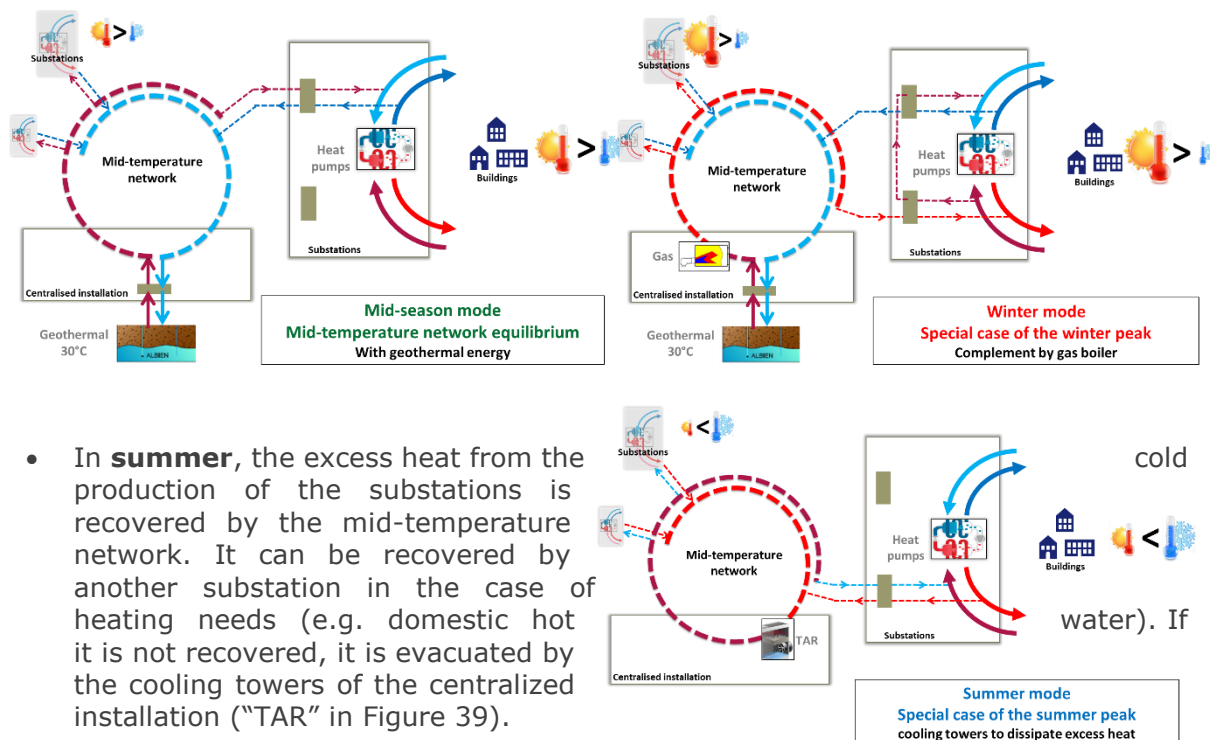 Substations
>
Mid-temperature
network
Heat
pumps
Buildings
>
Substations
Centralised installation
Geothermal
30°C
ALBIEN
Mid-season mode
Mid-temperature network equilibrium
With geothermal energy
Substations
>
Mid-temperature
network
Heat
pumps
Buildings
>
Substations
Gas
Centralised installation
Geothermal
30°C
ALBIEN
Winter mode
Special case of the winter peak
Complement by gas boiler
• In summer, the excess heat from the cold
production of the substations is
recovered by the mid-temperature
network. It can be recovered by
another substation in the case of
heating needs (e.g. domestic hot water). If
it is not recovered, it is evacuated by
the cooling towers of the centralized
installation (“TAR” in Figure 39).
Substations
<
Mid-temperature
network
Heat
pumps
Buildings
<
Substations
TAR
Centralised installation
Summer mode
Special case of the summer peak
cooling towers to dissipate excess heat